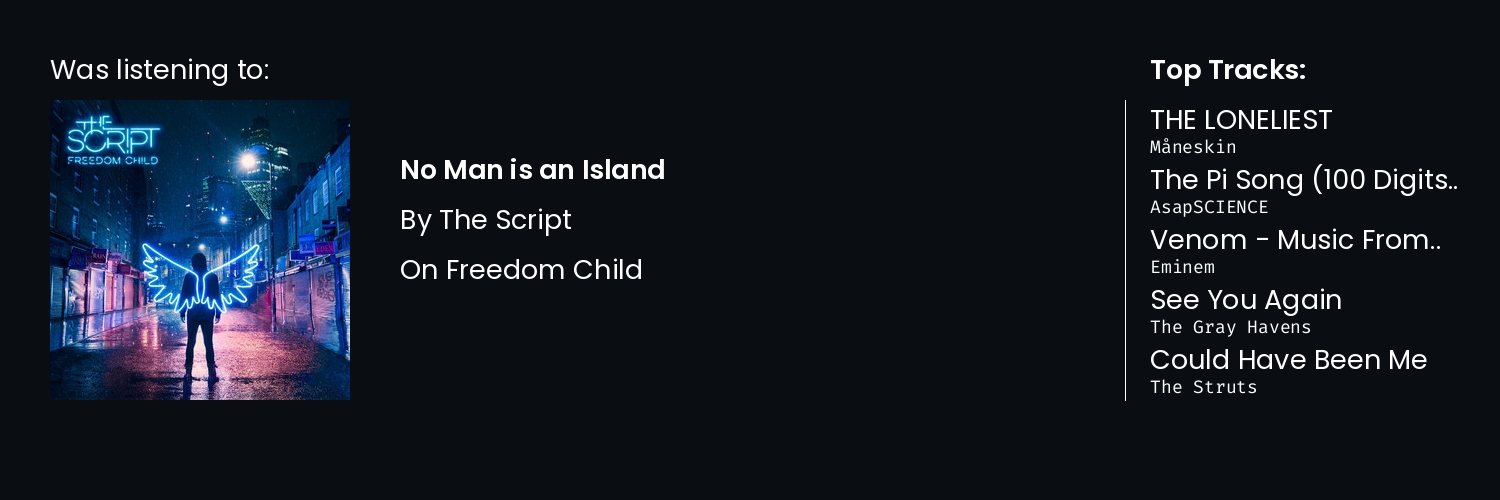 Was listening to:
THE
SCRIPT
FREEDOM CHILD
No Man is an Island
By The Script
On Freedom Child
Top Tracks:
THE LONELIEST
Måneskin
The Pi Song (100 Digits..
AsapSCIENCE
Venom - Music From..
Eminem
See You Again
The Gray Havens
Could Have Been Me
The Struts